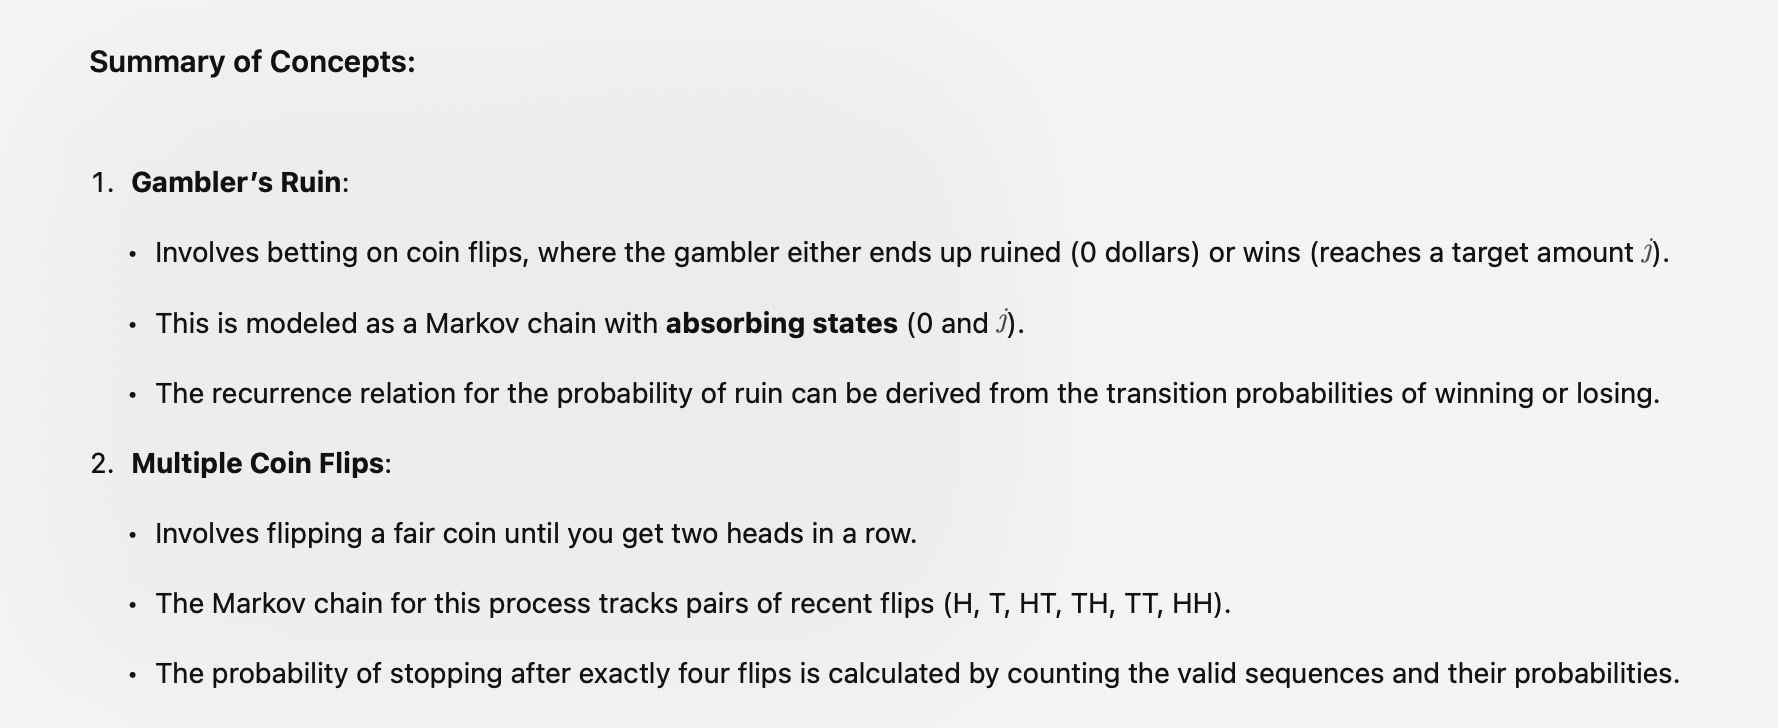 Summary of Concepts:
1. Gambler’s Ruin:
• Involves betting on coin flips, where the gambler either ends up ruined (0 dollars) or wins (reaches a target amount j).
• This is modeled as a Markov chain with absorbing states (0 and j).
• The recurrence relation for the probability of ruin can be derived from the transition probabilities of winning or losing.
2. Multiple Coin Flips:
• Involves flipping a fair coin until you get two heads in a row.
• The Markov chain for this process tracks pairs of recent flips (H, T, HT, TH, TT, HH).
• The probability of stopping after exactly four flips is calculated by counting the valid sequences and their probabilities.